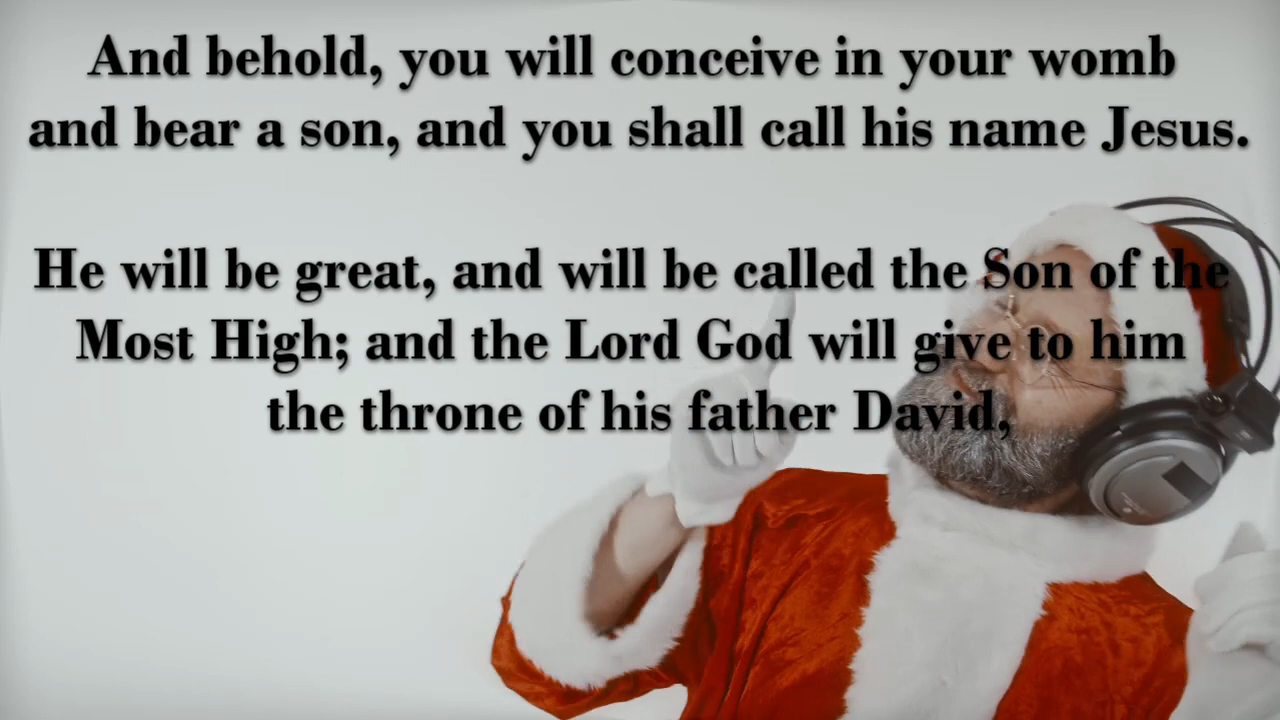 And behold, you will conceive in your womb
and bear a son, and you shall call his name Jesus.
He will be great, and will be called the Son of the
Most High; and the Lord God will give to him
the throne of his father David,